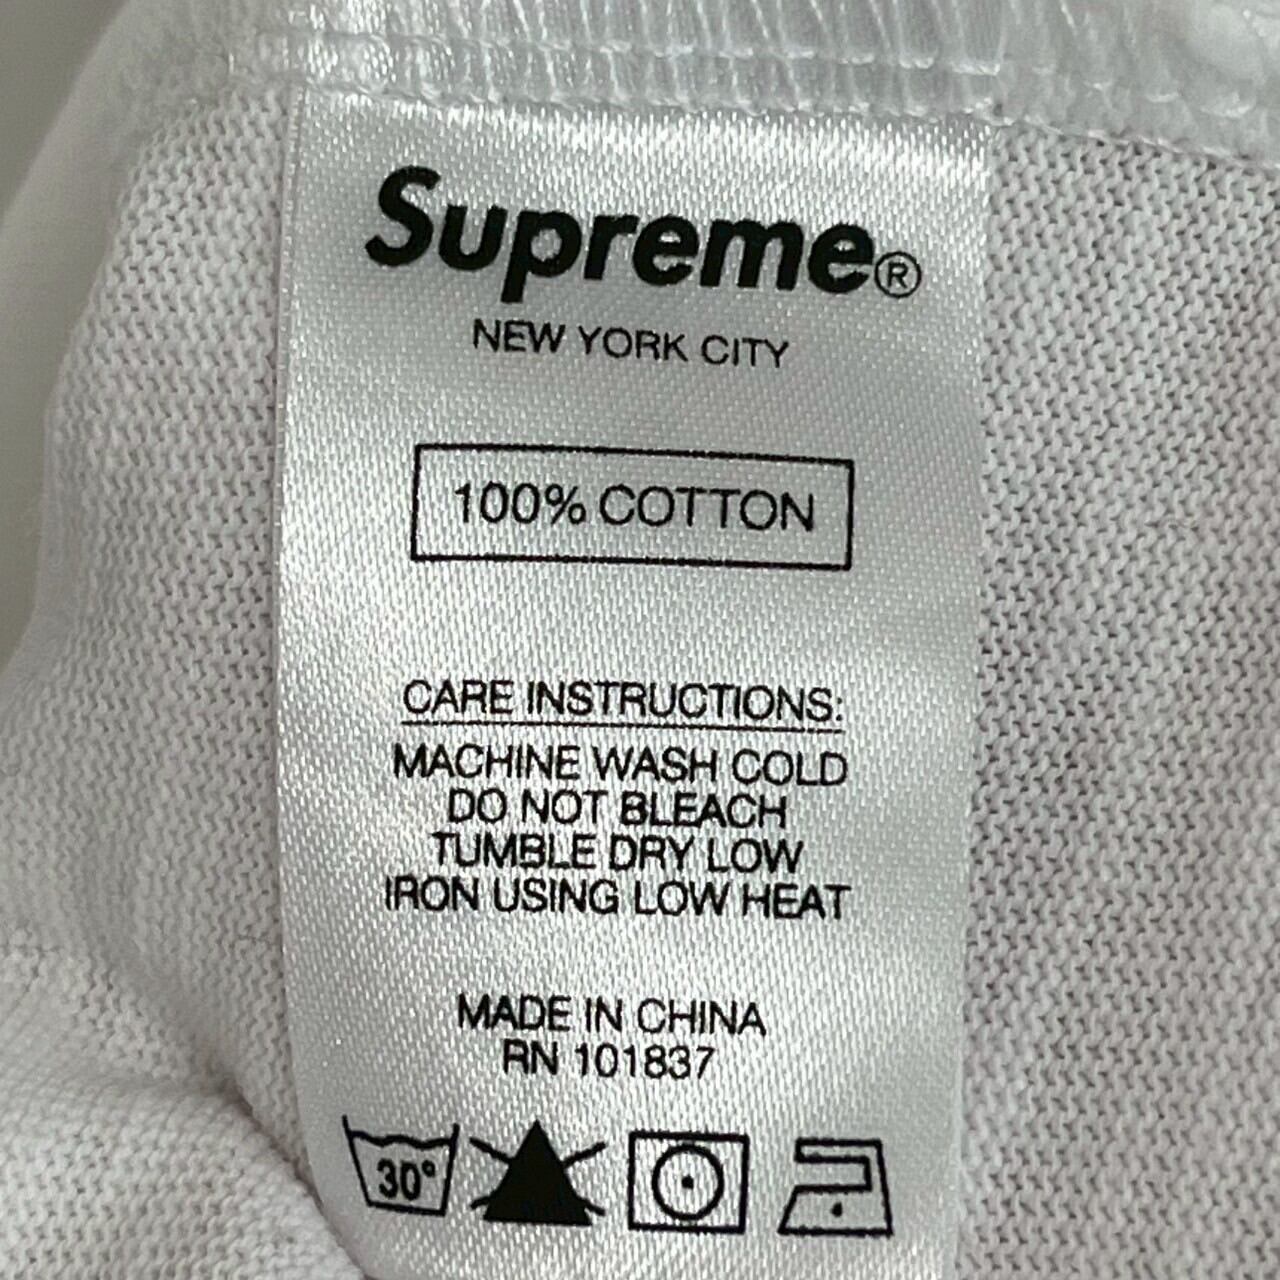 Supreme®
NEW YORK CITY
100% COTTON
CARE INSTRUCTIONS:
MACHINE WASH COLD
DO NOT BLEACH
TUMBLE DRY LOW
IRON USING LOW HEAT
MADE IN CHINA
RN 101837
30°